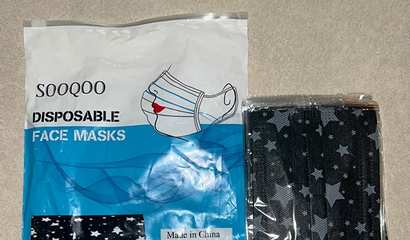 SOOQOO
DISPOSABLE
FACE MASKS
Made in China